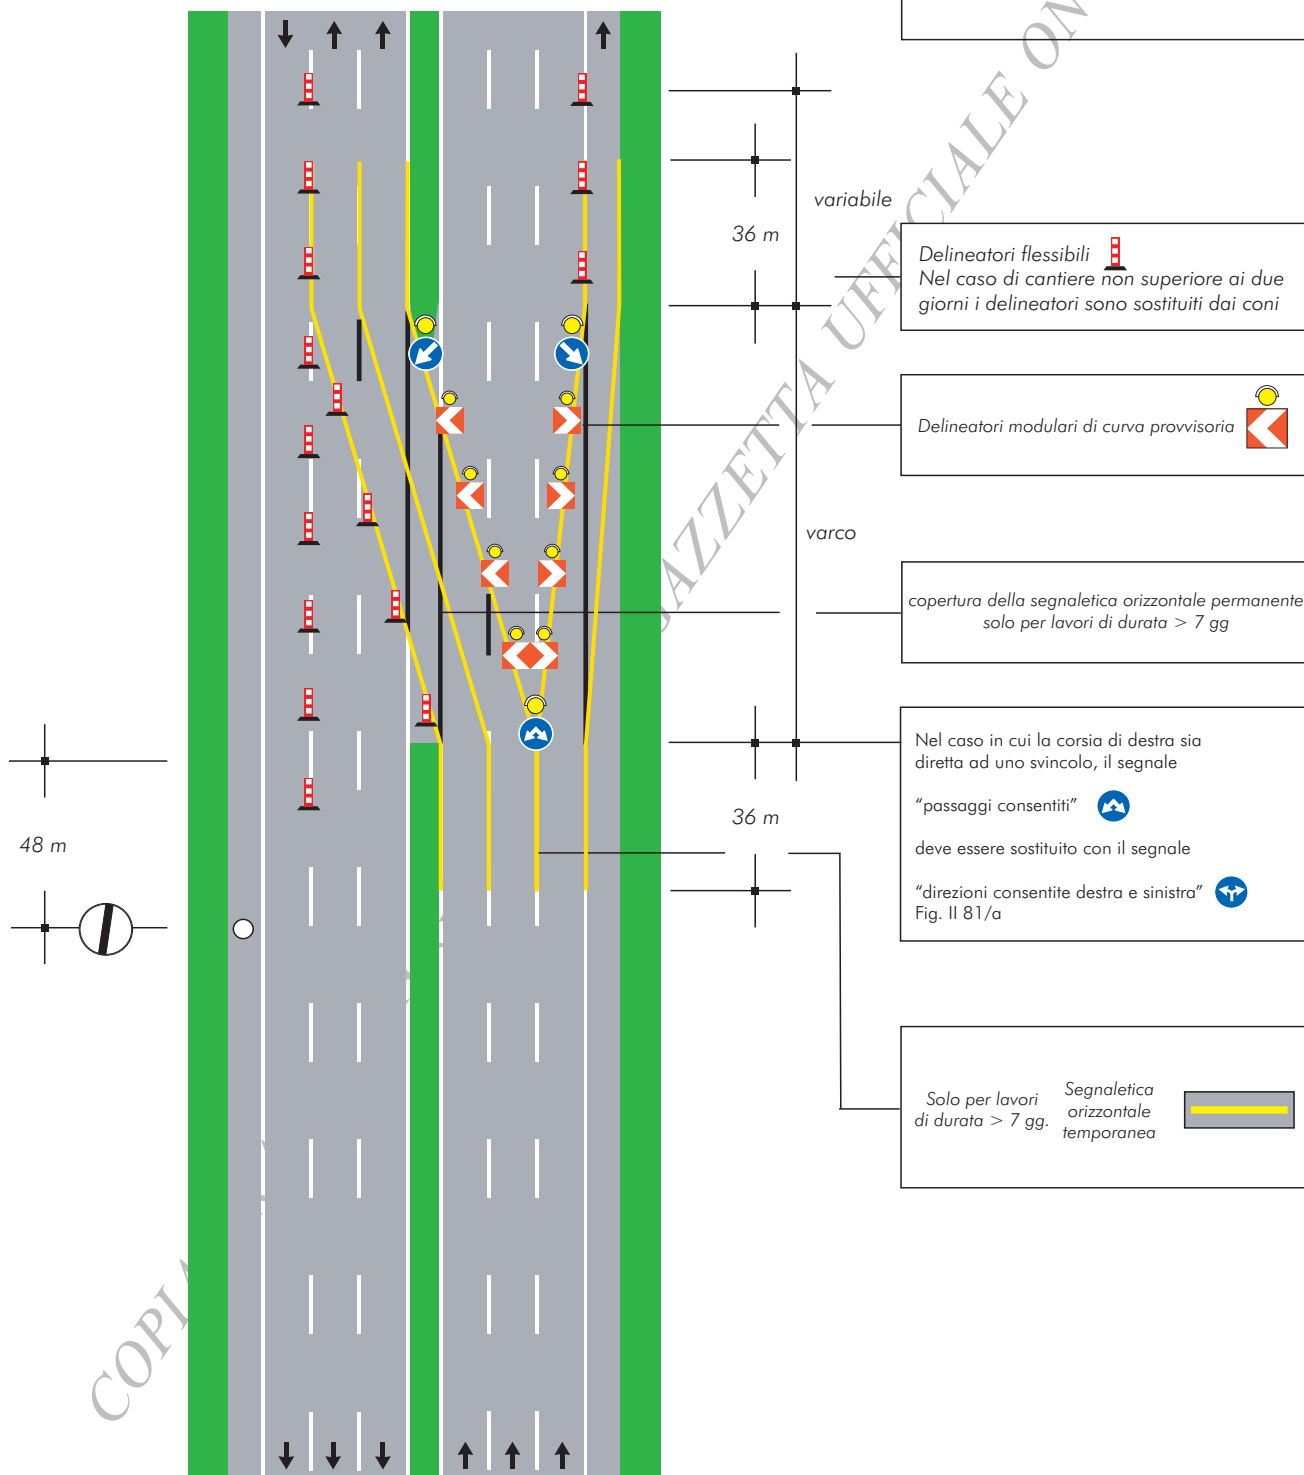 variabile
36 m
Delineatori flessibili
Nel caso di cantiere non superiore ai due
giorni i delineatori sono sostituiti dai coni
Delineatori modulari di curva provvisoria
varco
copertura della segnaletica orizzontale permanente
solo per lavori di durata > 7 gg
Nel caso in cui la corsia di destra sia
diretta ad uno svincolo, il segnale
“passaggi consentiti”
deve essere sostituito con il segnale
“direzioni consentite destra e sinistra”
Fig. II 81/a
36 m
48 m
Solo per lavori
di durata > 7 gg.
Segnaletica
orizzontale
temporanea
GAZZETTA UFFICIALE